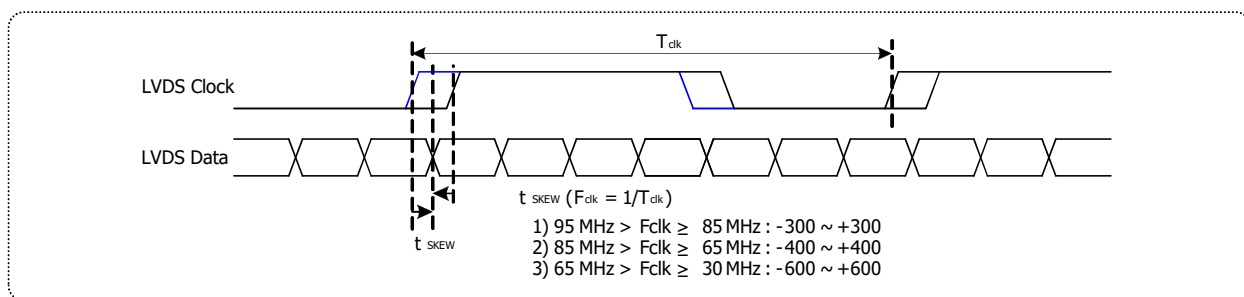 Tclk
LVDS Clock
LVDS Data
t SKEW (Fclk = 1/Tclk)
t SKEW
1) 95 MHz > Fclk ≥ 85 MHz : -300 ~ +300
2) 85 MHz > Fclk ≥ 65 MHz : -400 ~ +400
3) 65 MHz > Fclk ≥ 30 MHz : -600 ~ +600